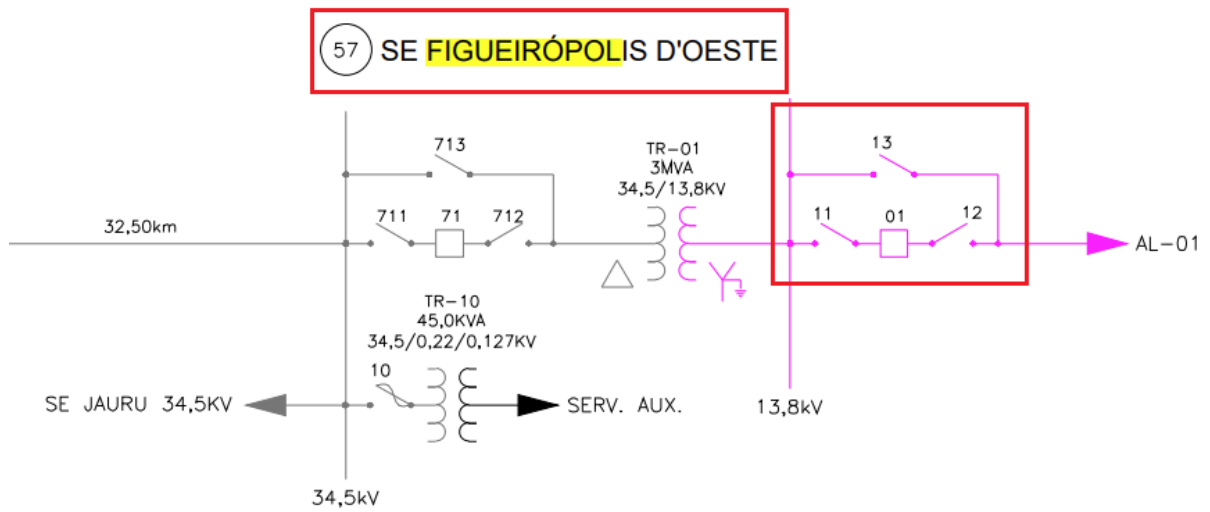 57 SE FIGUEIRÓPOLIS D'OESTE
713
TR-01
3MVA
34,5/13,8KV
13
32,50km
711 71 712
11 01 12
AL-01
TR-10
45,0KVA
34,5/0,22/0,127KV
10
SE JAURU 34,5KV
SERV. AUX.
13,8kV
34,5kV